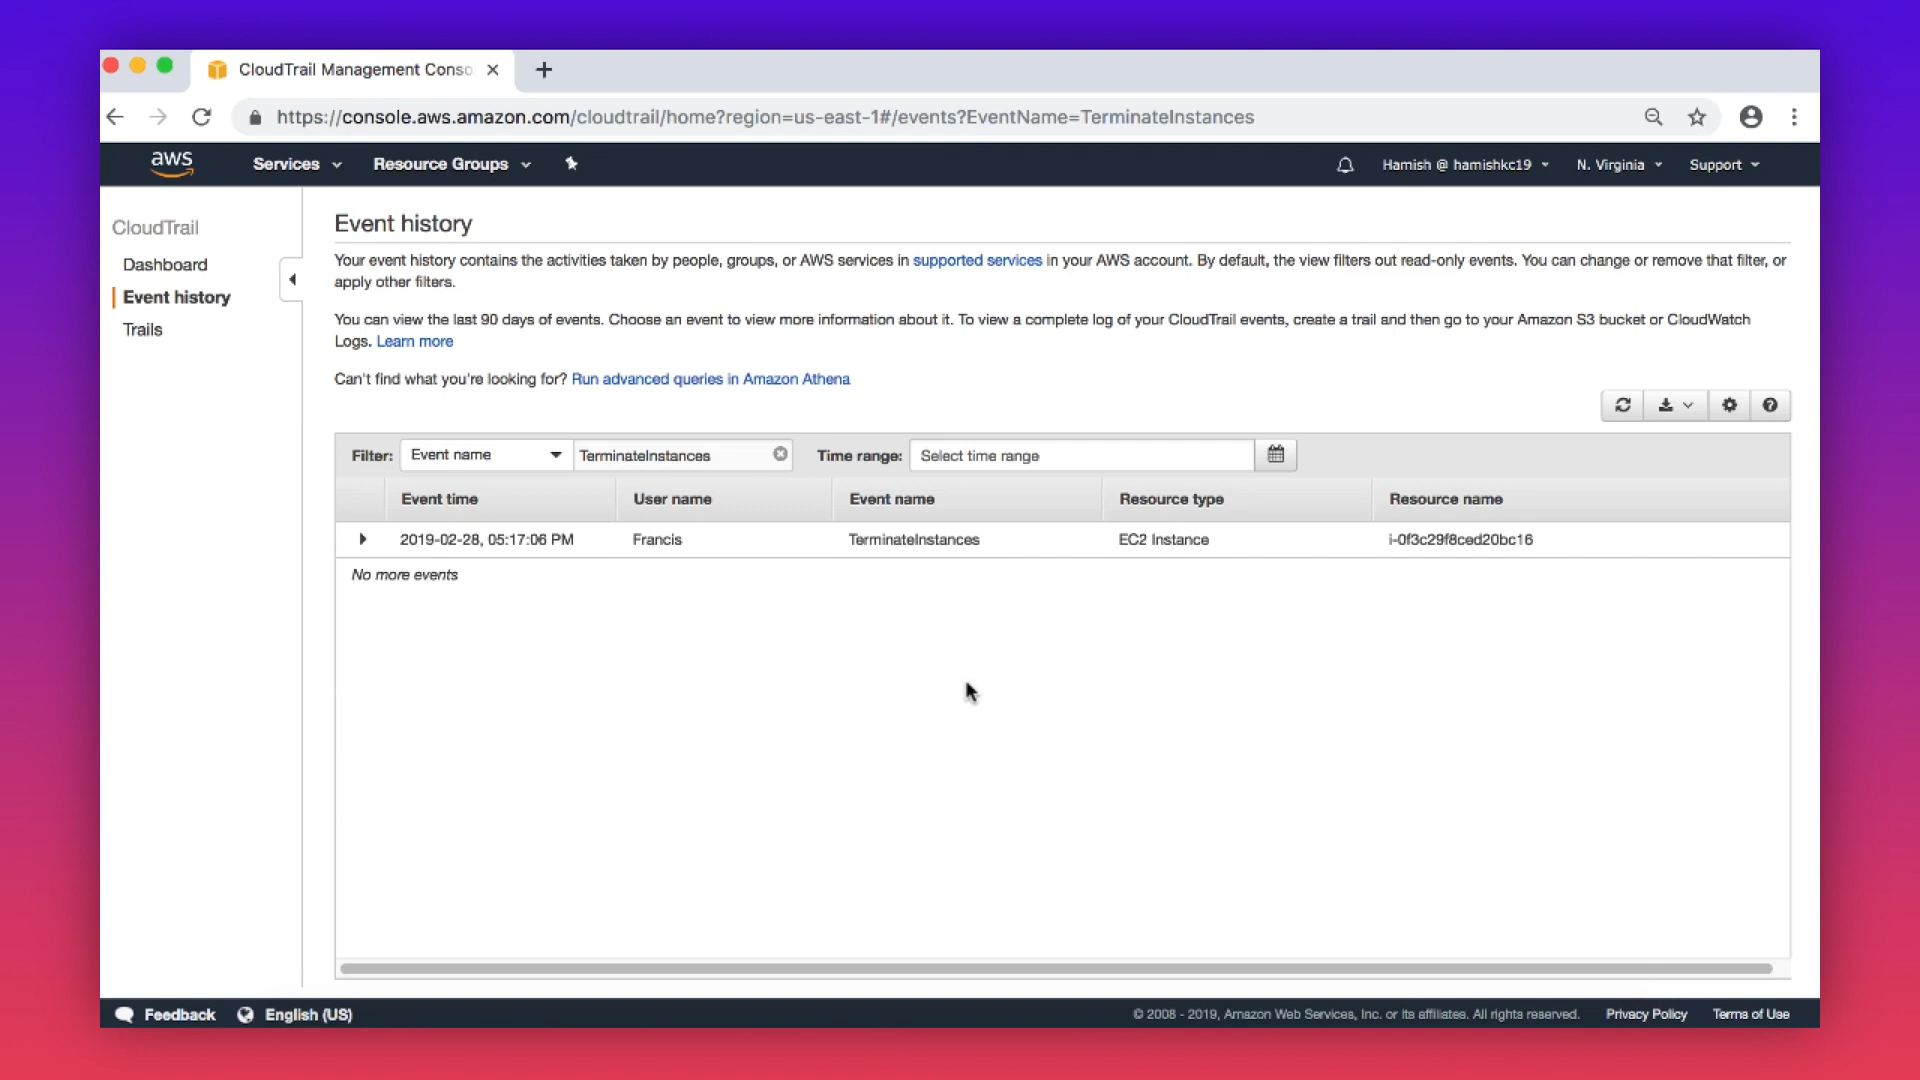 CloudTrail Management Conso
https://console.aws.amazon.com/cloudtrail/home?region=us-east-1#/events?EventName=TerminateInstances
aws Services Resource Groups Hamish @ hamishkc19 N. Virginia Support
CloudTrail
Dashboard
Event history
Trails
Event history
Your event history contains the activities taken by people, groups, or AWS services in supported services in your AWS account. By default, the view filters out read-only events. You can change or remove that filter, or
apply other filters.
You can view the last 90 days of events. Choose an event to view more information about it. To view a complete log of your CloudTrail events, create a trail and then go to your Amazon S3 bucket or CloudWatch
Logs. Learn more
Can't find what you're looking for? Run advanced queries in Amazon Athena
Filter: Event name TerminateInstances Time range: Select time range
Event time User name Event name Resource type Resource name
2019-02-28, 05:17:06 PM Francis TerminateInstances EC2 Instance i-0f3c29f8ced20bc16
No more events
Feedback English (US) © 2008 - 2019, Amazon Web Services, Inc. or its affiliates. All rights reserved. Privacy Policy Terms of Use